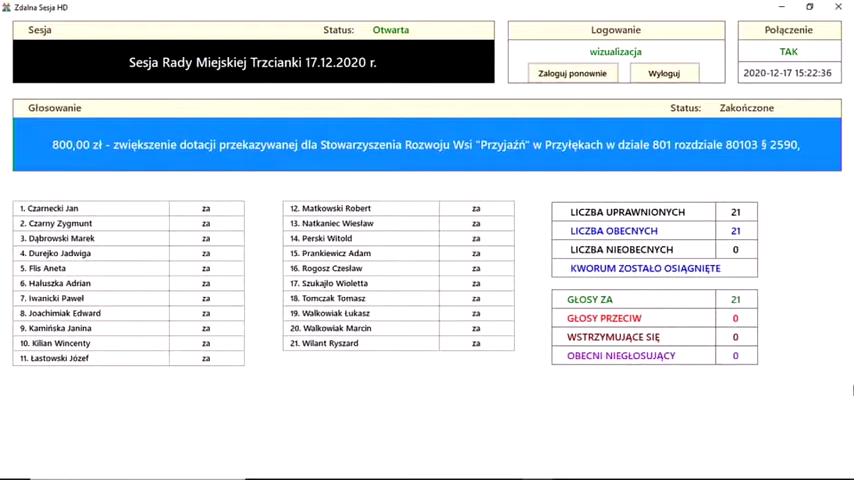 Zdalna Sesja HD
Sesja
Status: Otwarta
Sesja Rady Miejskiej Trzcianki 17.12.2020 r.
Logowanie
wizualizacja
Zaloguj ponownie
Wyloguj
Połączenie
TAK
2020-12-17 15:22:36
Głosowanie
Status: Zakończone
800,00 zł - zwiększenie dotacji przekazywanej dla Stowarzyszenia Rozwoju Wsi "Przyjaźń" w Przyłękach w dziale 801 rozdziale 80103 § 2590,
1. Czarnecki Jan za
2. Czarny Zygmunt za
3. Dąbrowski Marek za
4. Durejko Jadwiga za
5. Flis Aneta za
6. Hałuszka Adrian za
7. Iwanicki Paweł za
8. Joachimiak Edward za
9. Kamińska Janina za
10. Kilian Wincenty za
11. Łastowski Józef za
12. Matkowski Robert za
13. Natkaniec Wiesław za
14. Perski Witold za
15. Prankiewicz Adam za
16. Rogosz Czesław za
17. Szukajło Wioletta za
18. Tomczak Tomasz za
19. Walkowiak Łukasz za
20. Walkowiak Marcin za
21. Wilant Ryszard za
LICZBA UPRAWNIONYCH 21
LICZBA OBECNYCH 21
LICZBA NIEOBECNYCH 0
KWORUM ZOSTAŁO OSIĄGNIĘTE
GŁOSY ZA 21
GŁOSY PRZECIW 0
WSTRZYMUJĄCE SIĘ 0
OBECNI NIEGŁOSUJĄCY 0